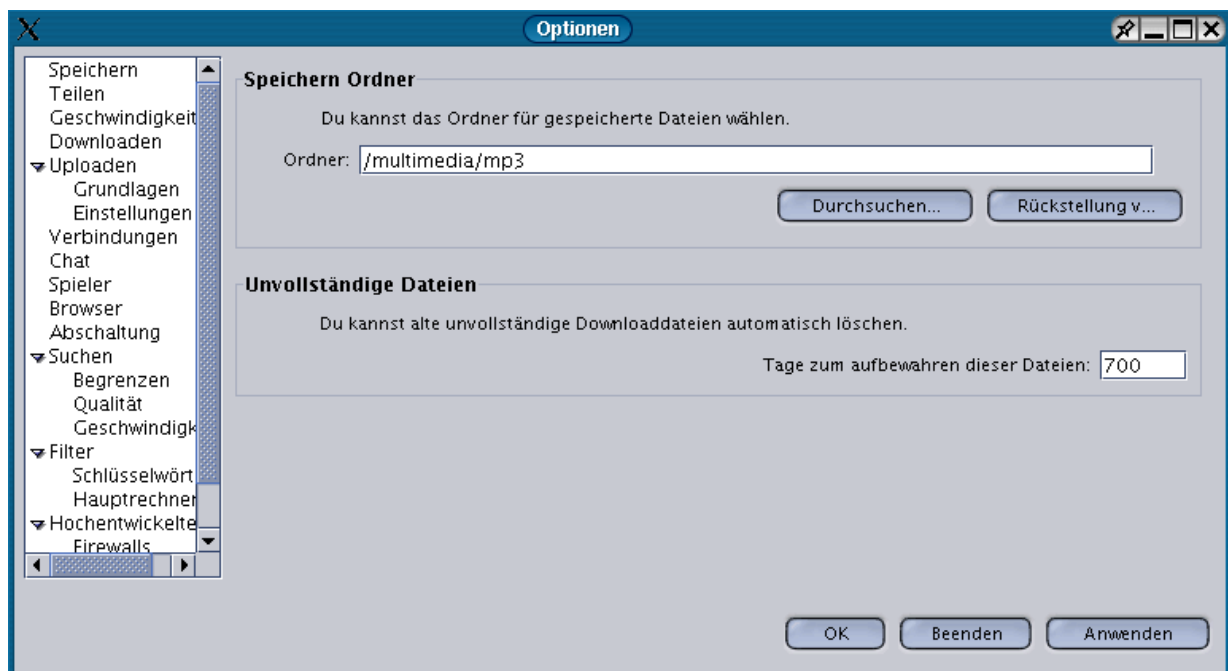 Optionen
Speichern
Teilen
Geschwindigkeit
Downloaden
Uploaden
Grundlagen
Einstellungen
Verbindungen
Chat
Spieler
Browser
Abschaltung
Suchen
Begrenzen
Qualität
Geschwindigk
Filter
Schlüsselwört
Hauptrechner
Hochentwickelte
Firewalls
Speichern Ordner
Du kannst das Ordner für gespeicherte Dateien wählen.
Ordner: /multimedia/mp3
Durchsuchen... Rückstellung v...
Unvollständige Dateien
Du kannst alte unvollständige Downloaddateien automatisch löschen.
Tage zum aufbewahren dieser Dateien: 700
OK Beenden Anwenden